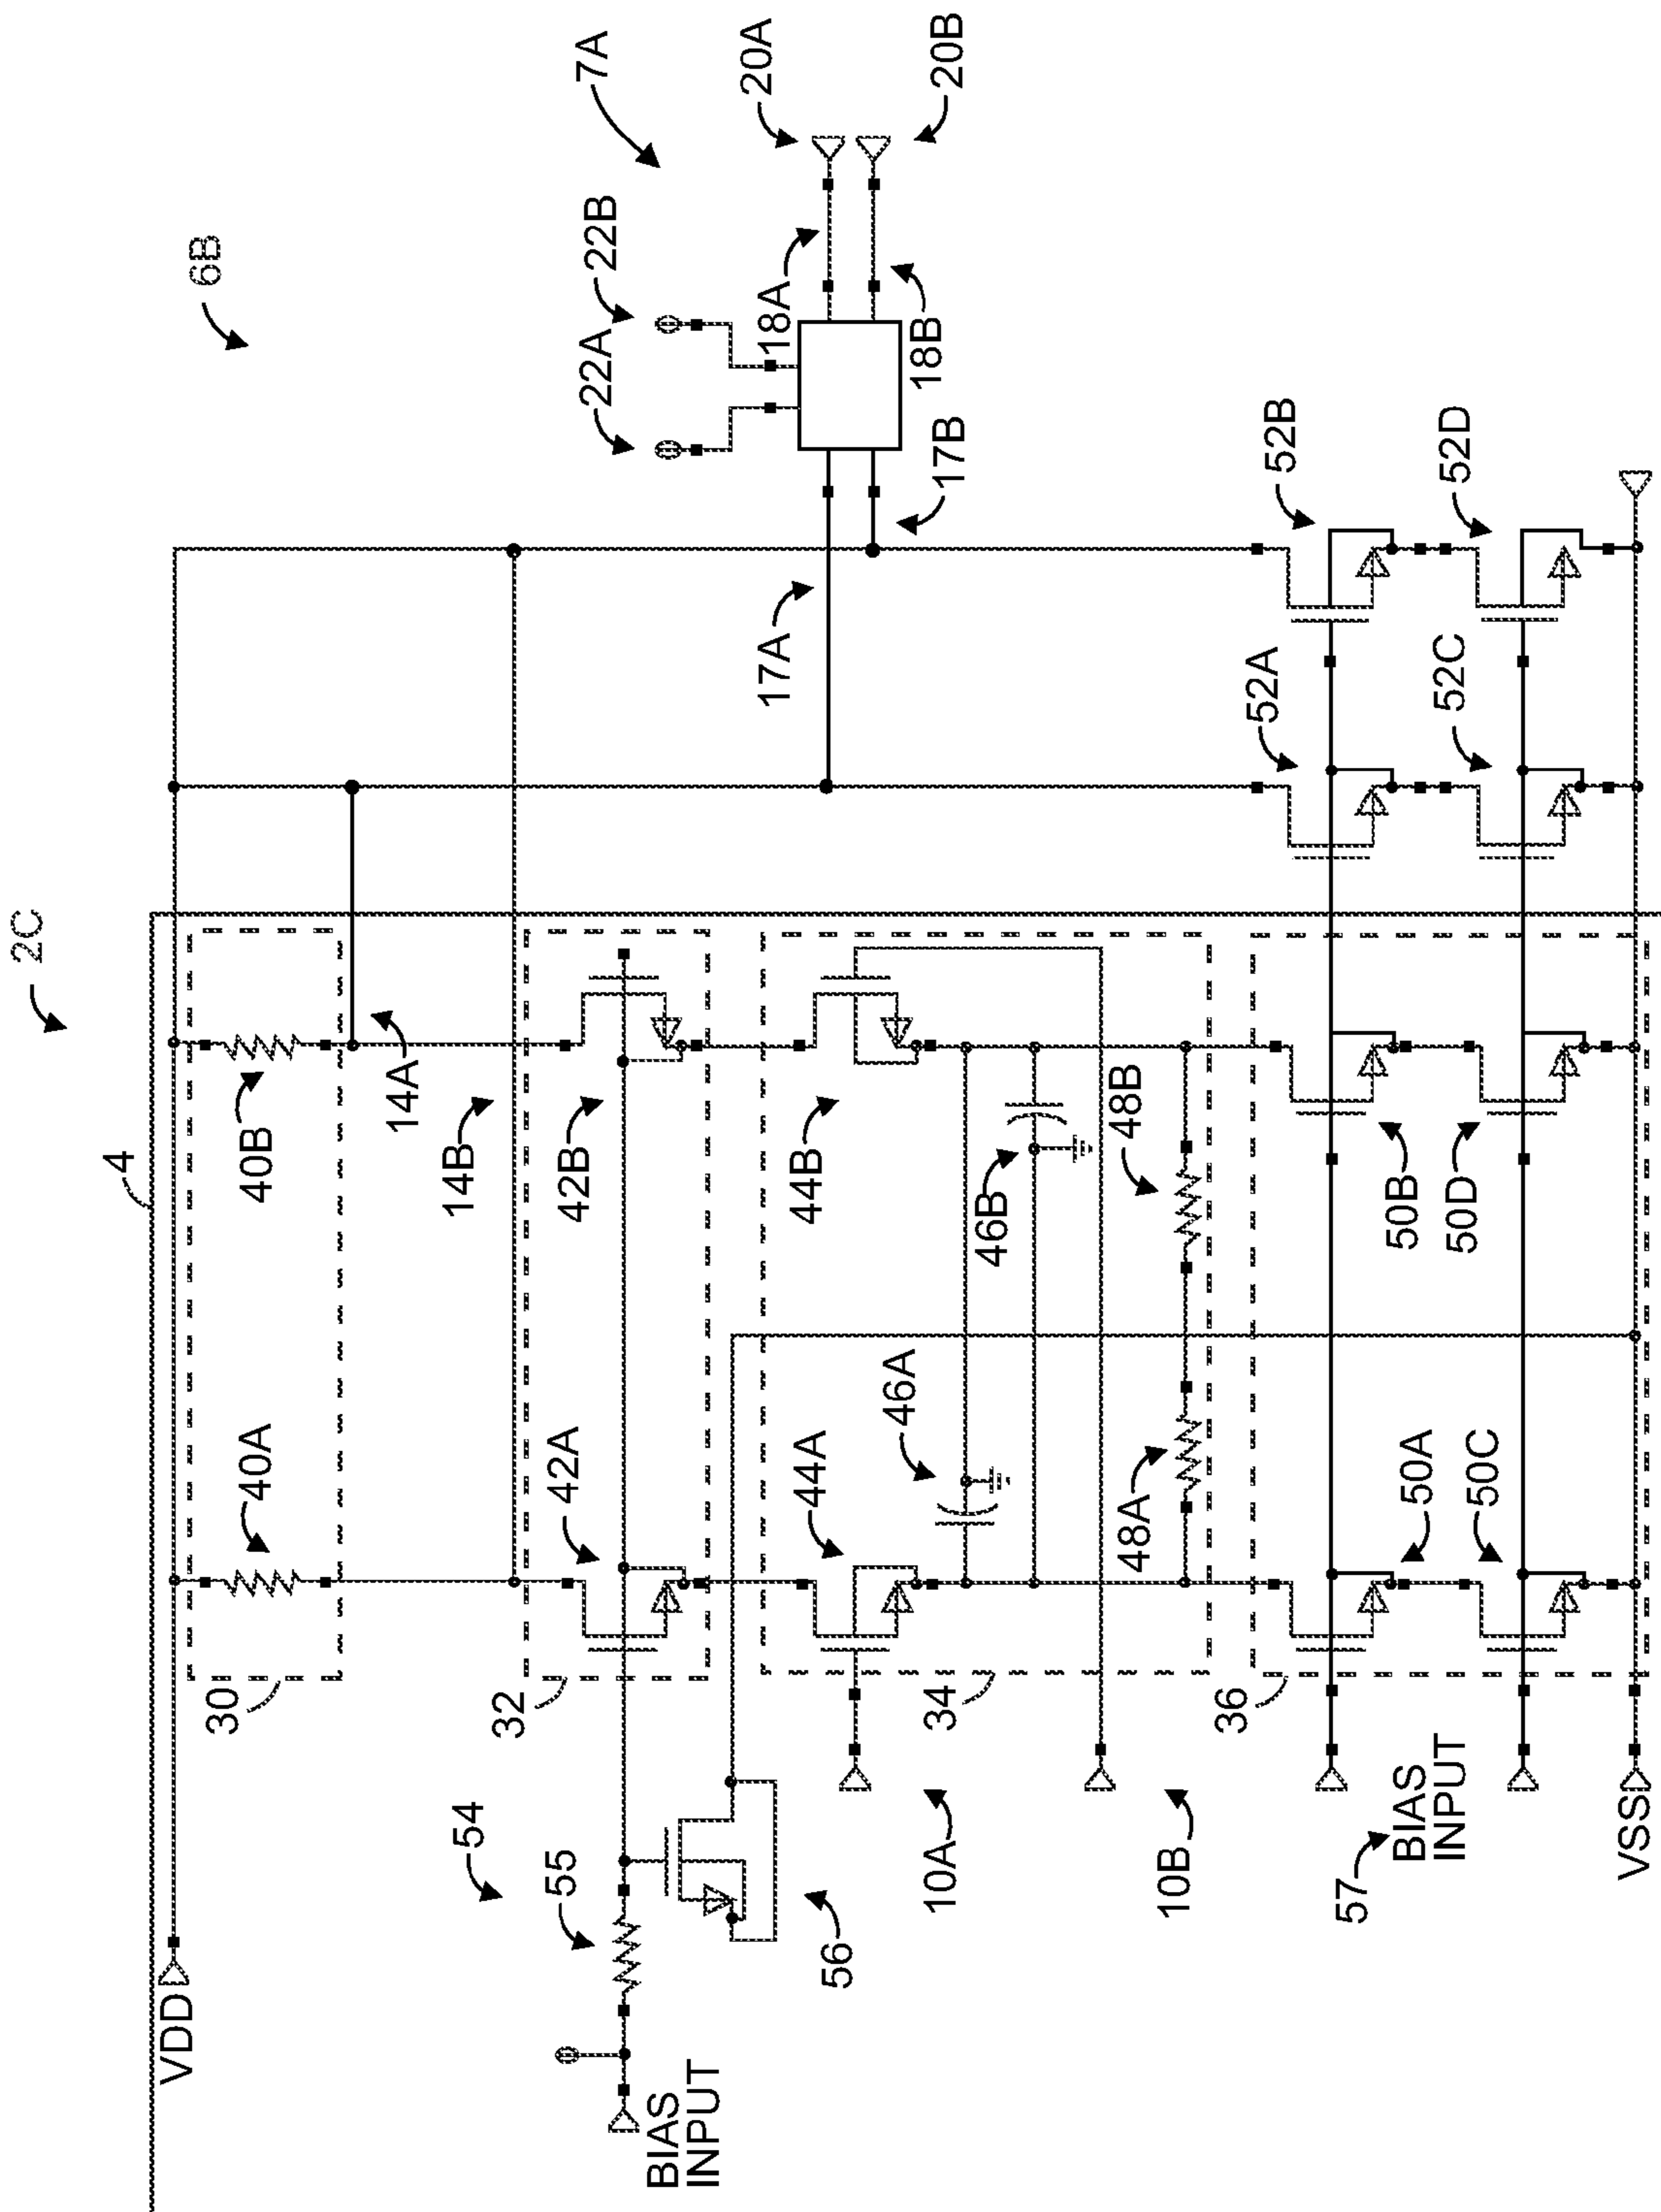 2C
6B
7A
4
VDD
30
40A
40B
14A
14B
22A
22B
20A
20B
18A
18B
17A
17B
54
55
BIAS
INPUT
56
32
42A
42B
44A
44B
46A
46B
48A
48B
34
10A
10B
36
57
BIAS
INPUT
50A
50B
50C
50D
52A
52B
52C
52D
VSS